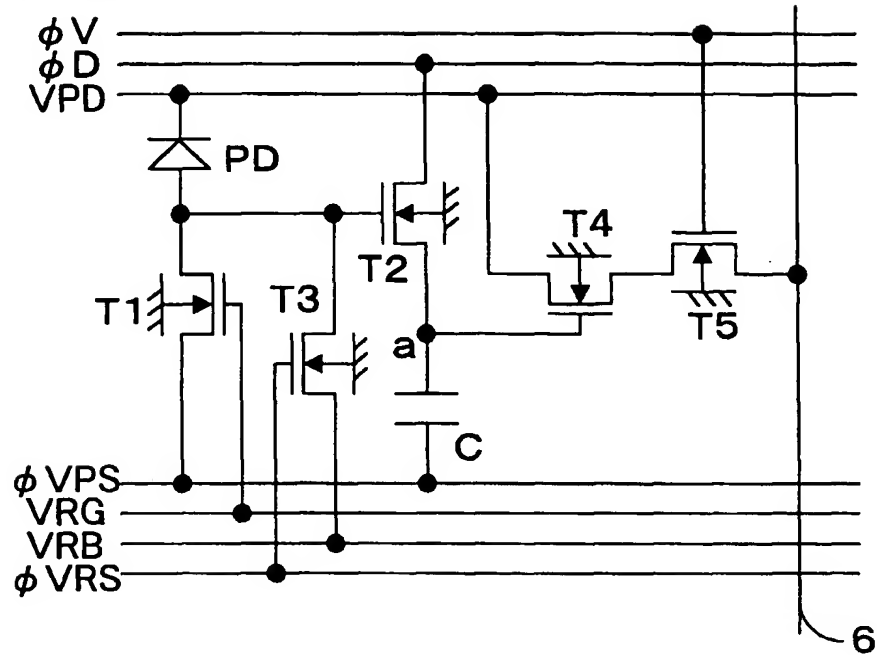 φV
φD
VPD
PD
T4
T2
T1
T3
T5
a
C
φVPS
VRG
VRB
φVRS
6